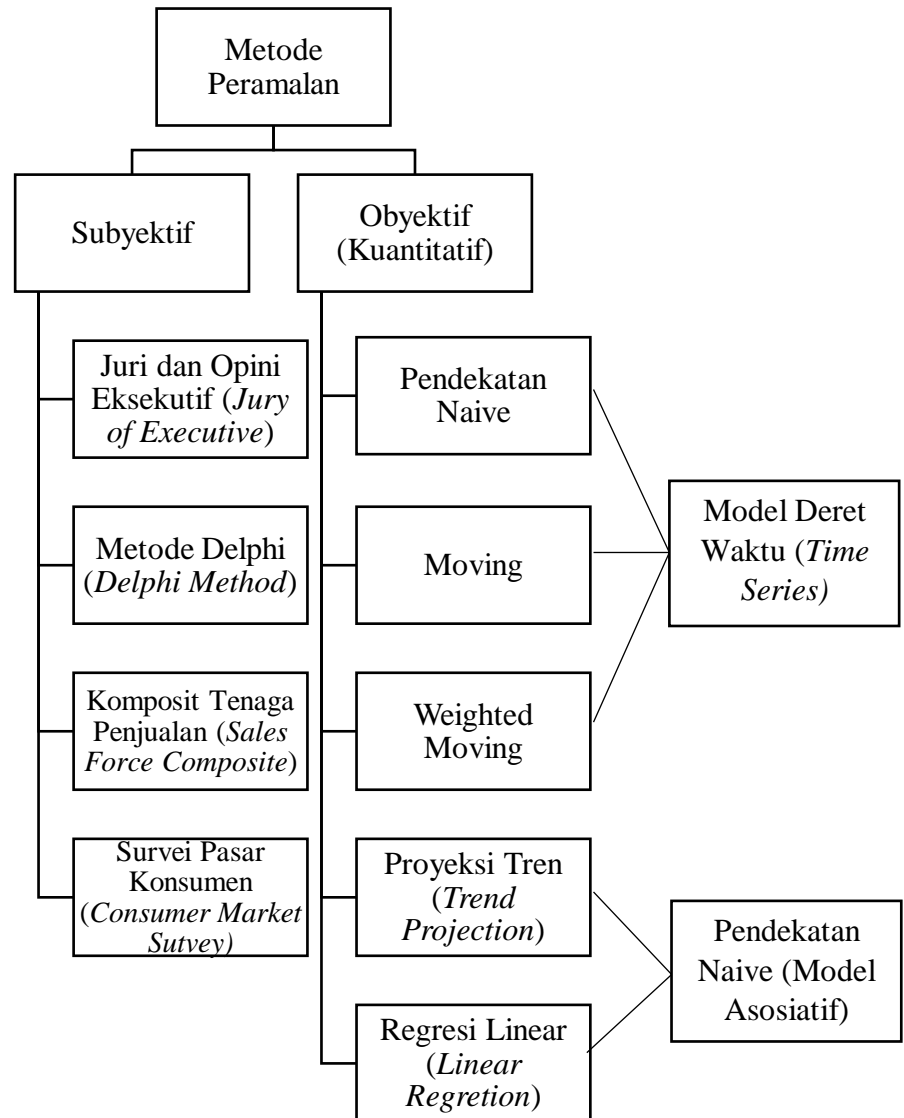 Metode
Peramalan
Subyektif
Obyektif
(Kuantitatif)
Juri dan Opini
Eksekutif (Jury
of Executive)
Pendekatan
Naive
Metode Delphi
(Delphi Method)
Moving
Model Deret
Waktu (Time
Series)
Komposit Tenaga
Penjualan (Sales
Force Composite)
Weighted
Moving
Survei Pasar
Konsumen
(Consumer Market
Sutvey)
Proyeksi Tren
(Trend
Projection)
Pendekatan
Naive (Model
Asosiatif)
Regresi Linear
(Linear
Regretion)